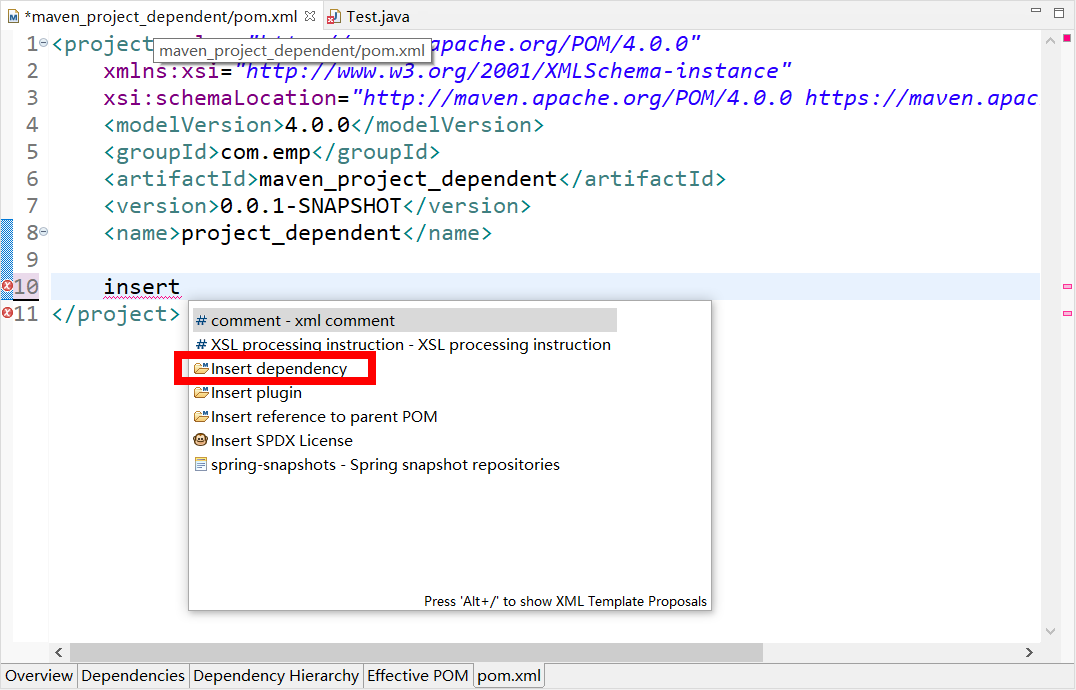 *maven_project_dependent/pom.xml Test.java
1 <project "http://maven.apache.org/POM/4.0.0"
maven_project_dependent/pom.xml
2 xmlns:xsi="http://www.w3.org/2001/XMLSchema-instance"
3 xsi:schemaLocation="http://maven.apache.org/POM/4.0.0 https://maven.apac
4 <modelVersion>4.0.0</modelVersion>
5 <groupId>com.emp</groupId>
6 <artifactId>maven_project_dependent</artifactId>
7 <version>0.0.1-SNAPSHOT</version>
8 <name>project_dependent</name>
9
10 insert
11 </project>
# comment - xml comment
# XSL processing instruction - XSL processing instruction
Insert dependency
Insert plugin
Insert reference to parent POM
Insert SPDX License
spring-snapshots - Spring snapshot repositories
Press 'Alt+/' to show XML Template Proposals
Overview Dependencies Dependency Hierarchy Effective POM pom.xml